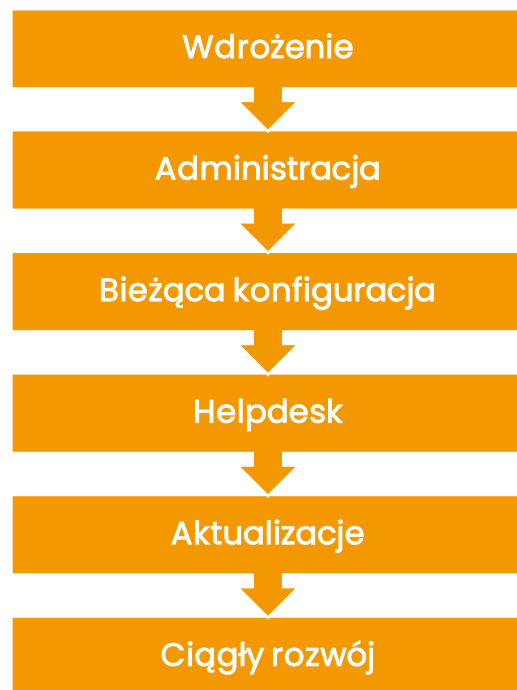 Wdrożenie
Administracja
Bieżąca konfiguracja
Helpdesk
Aktualizacje
Ciągły rozwój